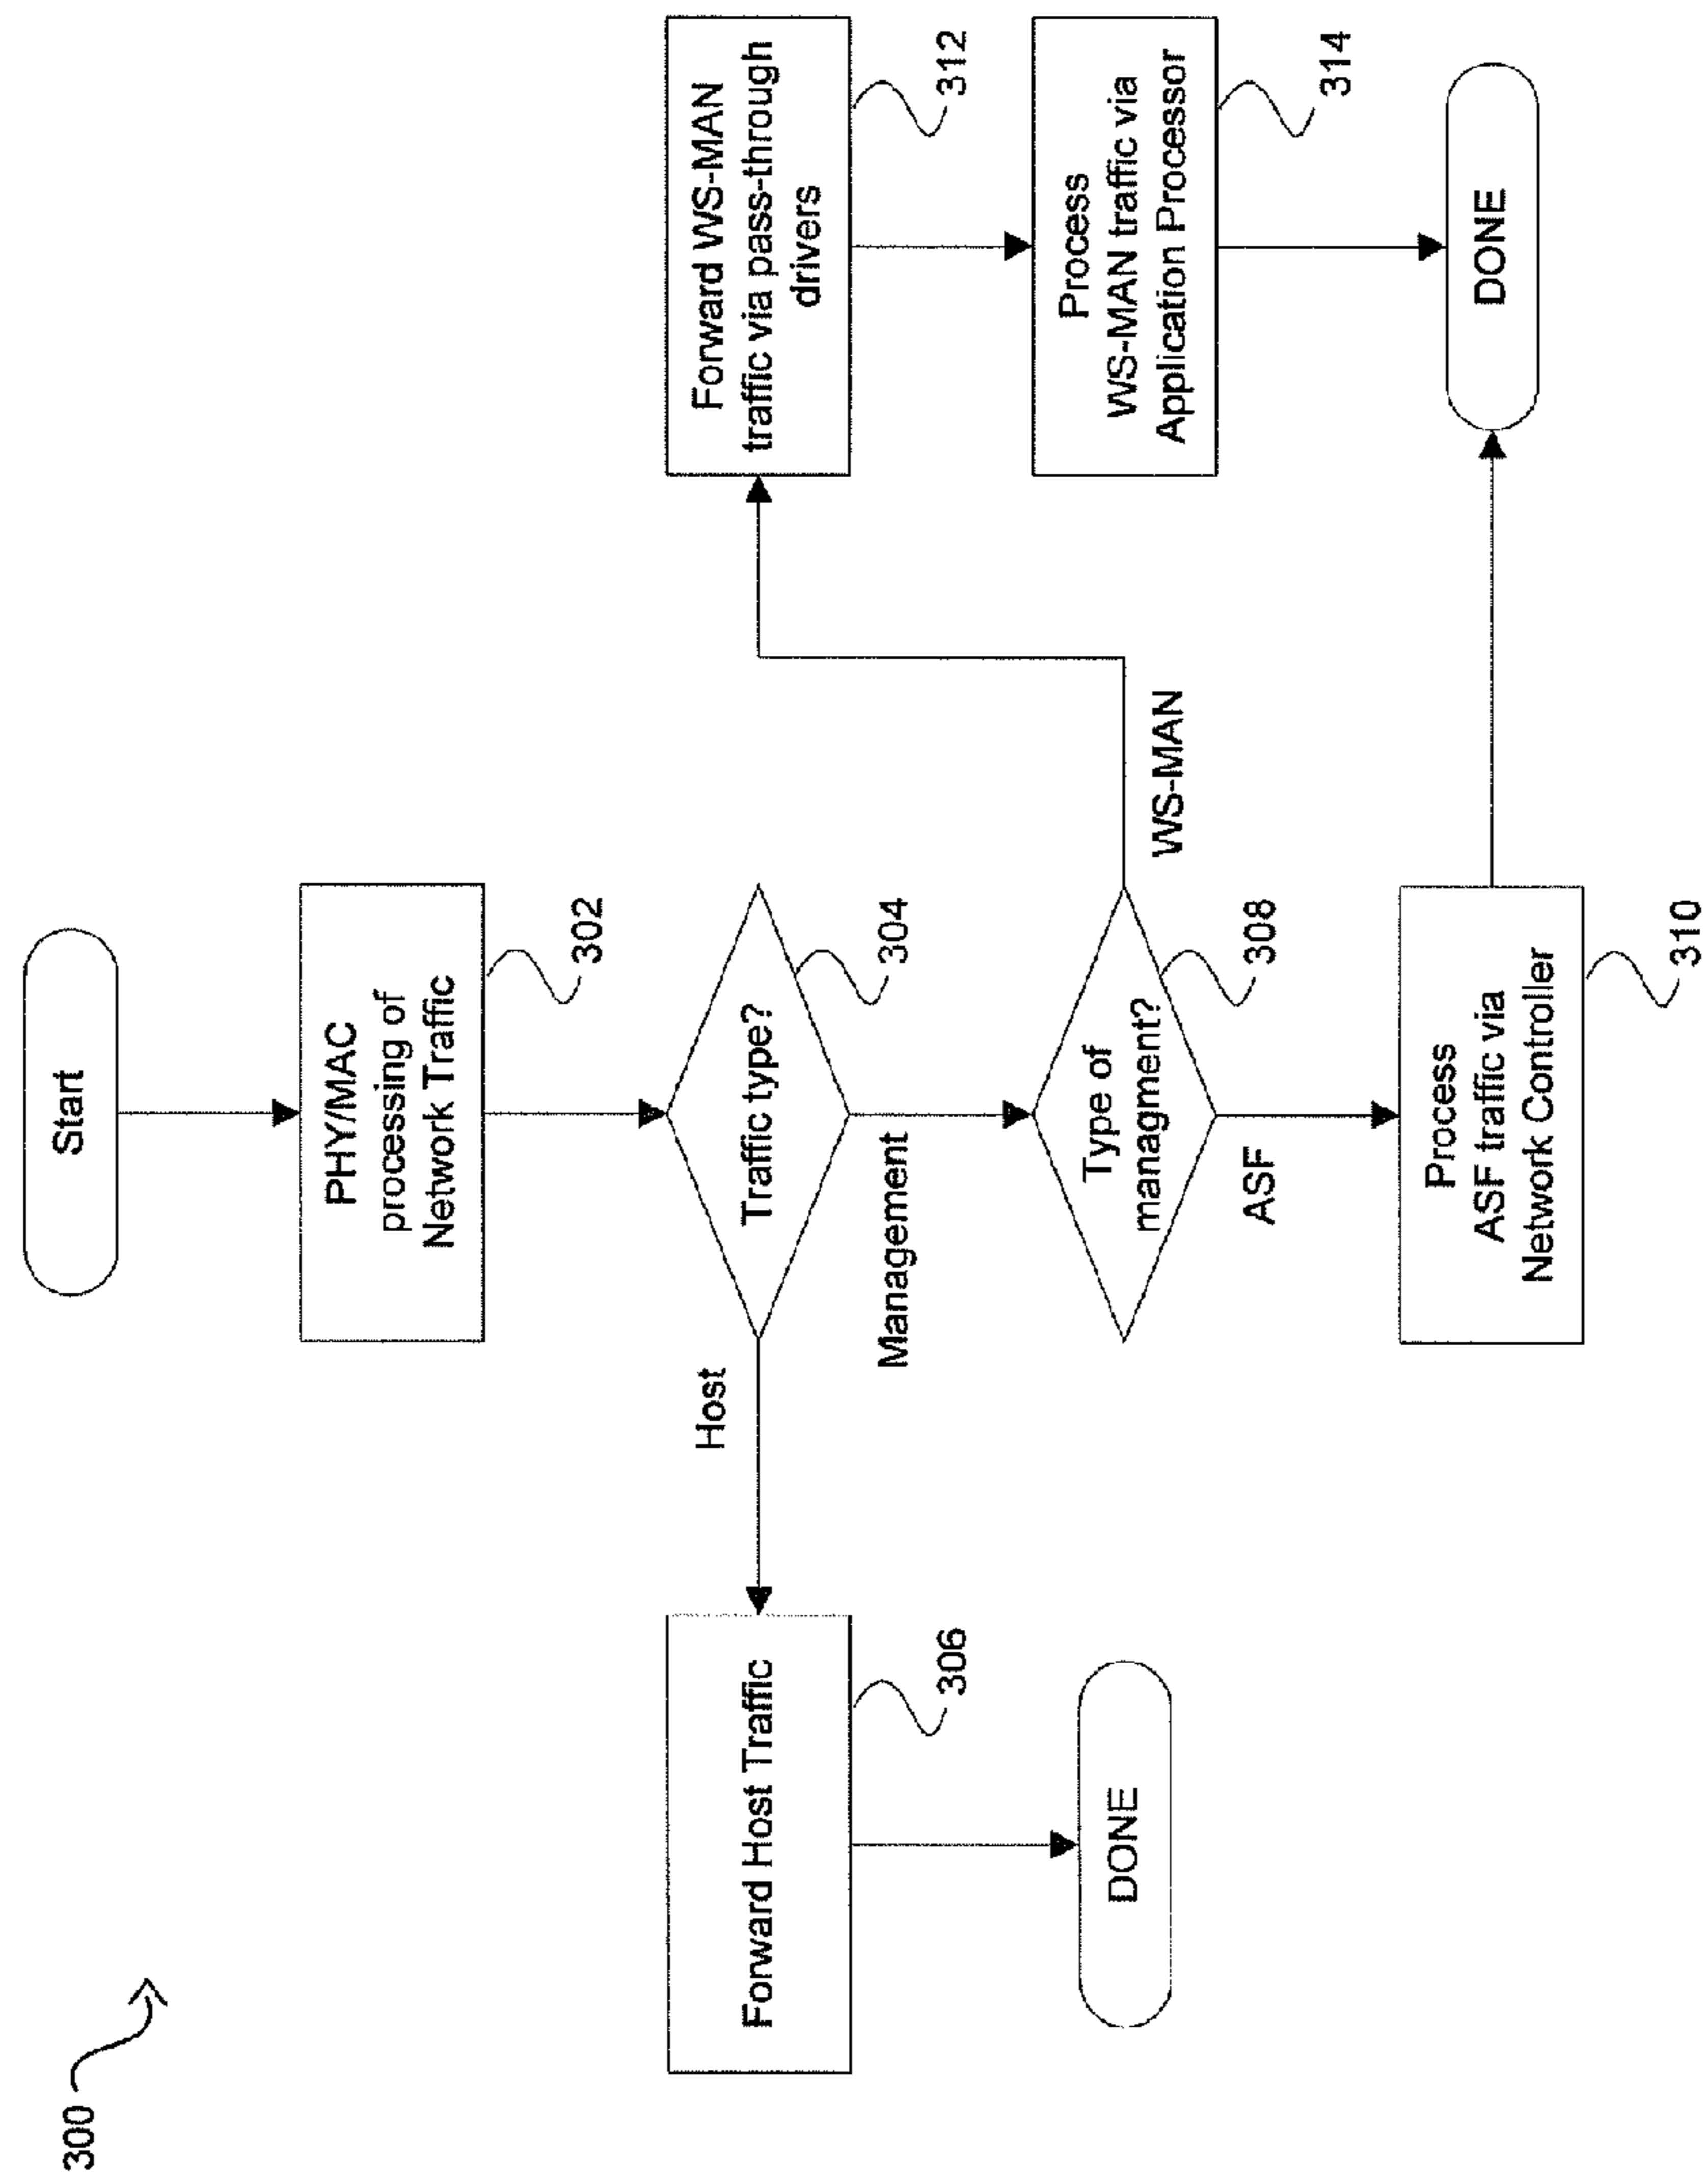 300
Start
PHY/MAC
processing of
Network Traffic
302
Traffic type?
304
Host
Management
Forward Host Traffic
306
DONE
Type of
managment?
308
WS-MAN
ASF
Forward WS-MAN
traffic via pass-through
drivers
312
Process
WS-MAN traffic via
Application Processor
314
Process
ASF traffic via
Network Controller
310
DONE